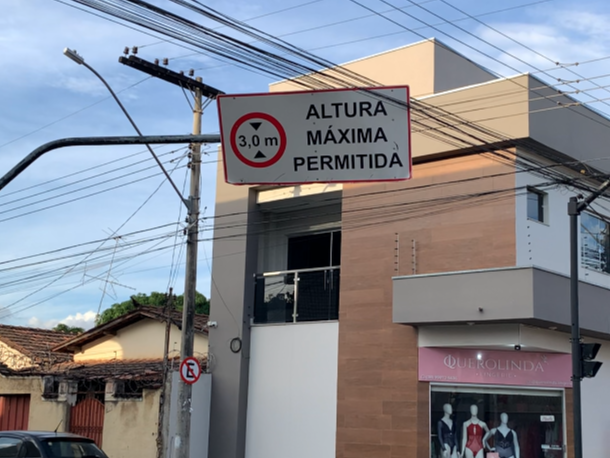 3,0 m
ALTURA
MÁXIMA
PERMITIDA
E
QUEROLINDA